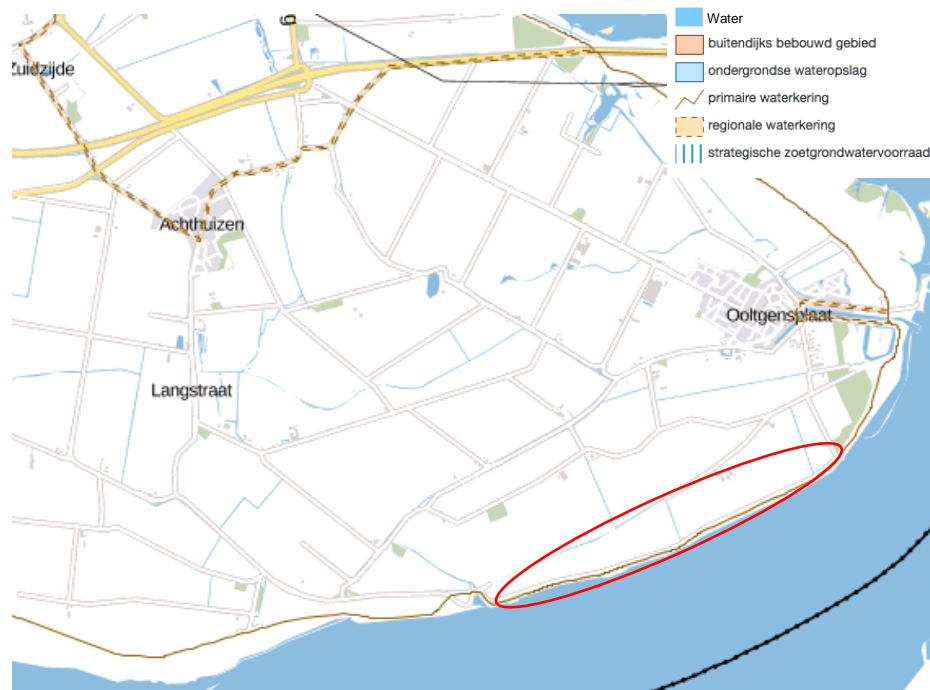 Water
buitendijks bebouwd gebied
ondergrondse wateropslag
primaire waterkering
regionale waterkering
strategische zoetgrondwatervoorraad
Zuidzijde
Achthuizen
Ooltgensplaat
Langstraat